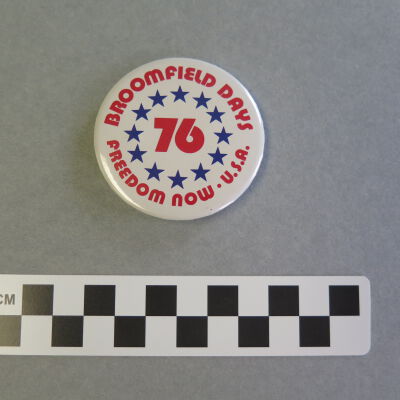 BROOMFIELD DAYS
76
FREEDOM NOW · U.S.A.
CM